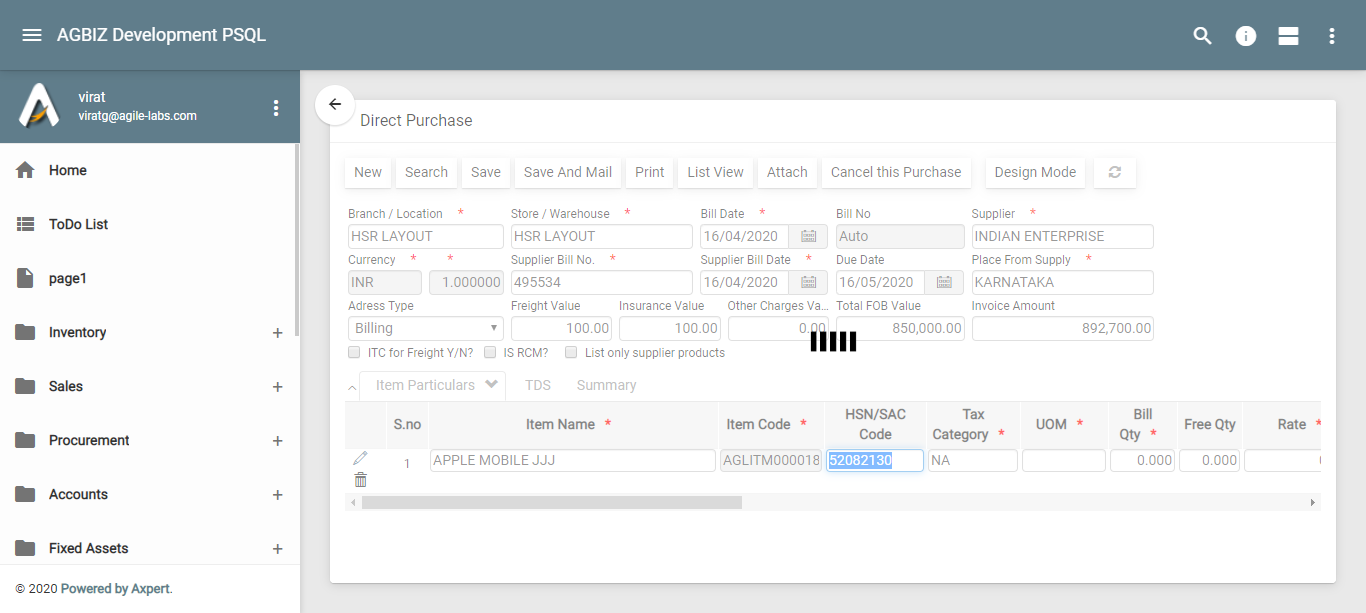 AGBIZ Development PSQL
virat
viratg@agile-labs.com
Home
ToDo List
page1
Inventory +
Sales +
Procurement +
Accounts +
Fixed Assets +
© 2020 Powered by Axpert.
Direct Purchase
New Search Save Save And Mail Print List View Attach Cancel this Purchase Design Mode
Branch / Location * Store / Warehouse * Bill Date * Bill No Supplier *
HSR LAYOUT HSR LAYOUT 16/04/2020 Auto INDIAN ENTERPRISE
Currency * * Supplier Bill No. * Supplier Bill Date * Due Date Place From Supply *
INR 1.000000 495534 16/04/2020 16/05/2020 KARNATAKA
Adress Type Freight Value Insurance Value Other Charges Va... Total FOB Value Invoice Amount
Billing 100.00 100.00 0.00 850,000.00 892,700.00
ITC for Freight Y/N? IS RCM? List only supplier products
Item Particulars TDS Summary
S.no Item Name * Item Code * HSN/SAC Code Tax Category * UOM * Bill Qty * Free Qty Rate *
1 APPLE MOBILE JJJ AGLITM000018 52082130 NA 0.000 0.000